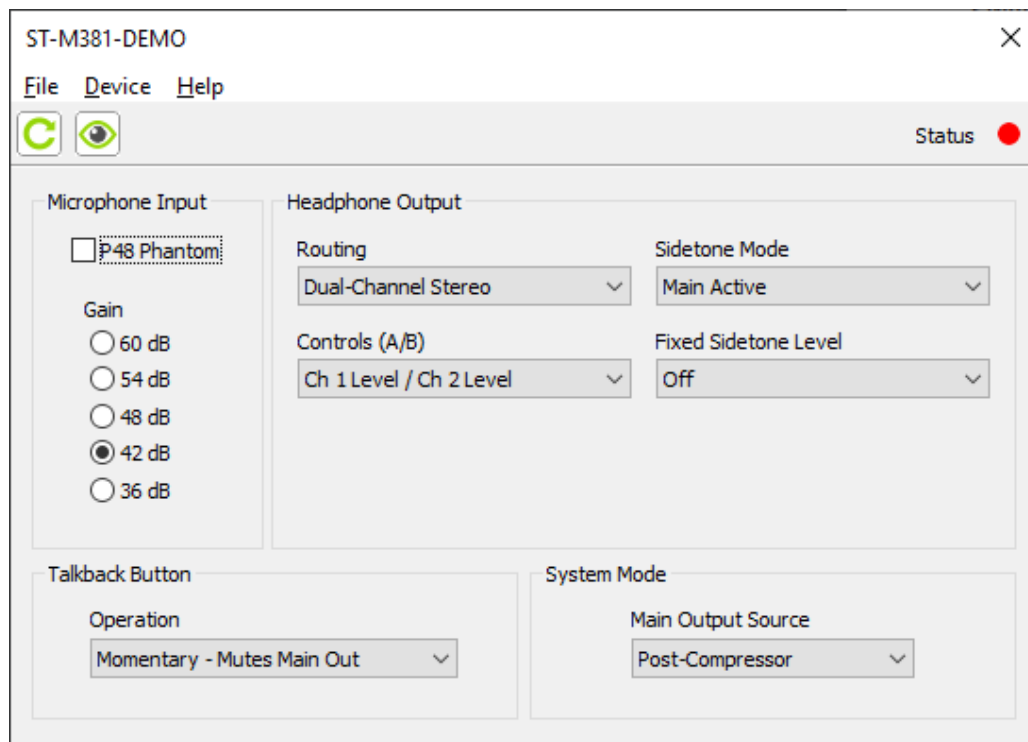 ST-M381-DEMO
File Device Help
Status
Microphone Input
P48 Phantom
Gain
60 dB
54 dB
48 dB
42 dB
36 dB
Headphone Output
Routing
Dual-Channel Stereo
Sidetone Mode
Main Active
Controls (A/B)
Ch 1 Level / Ch 2 Level
Fixed Sidetone Level
Off
Talkback Button
Operation
Momentary - Mutes Main Out
System Mode
Main Output Source
Post-Compressor